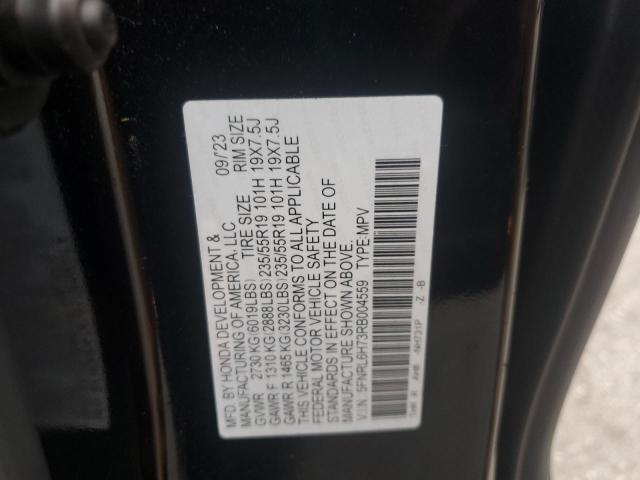 MFD. BY HONDA DEVELOPMENT & 09/23
MANUFACTURING OF AMERICA, LLC
TIRE SIZE RIM SIZE
GVWR 2730 KG (6019LBS)
GAWR F 1310 KG (2888LBS) 235/55R19 101H 19X7.5J
GAWR R 1465 KG (3230LBS) 235/55R19 101H 19X7.5J
THIS VEHICLE CONFORMS TO ALL APPLICABLE
FEDERAL MOTOR VEHICLE SAFETY
STANDARDS IN EFFECT ON THE DATE OF
MANUFACTURE SHOWN ABOVE.
V.I.N. 5FNRL6H73RB004559 TYPE:MPV
-NH731P -Z -B